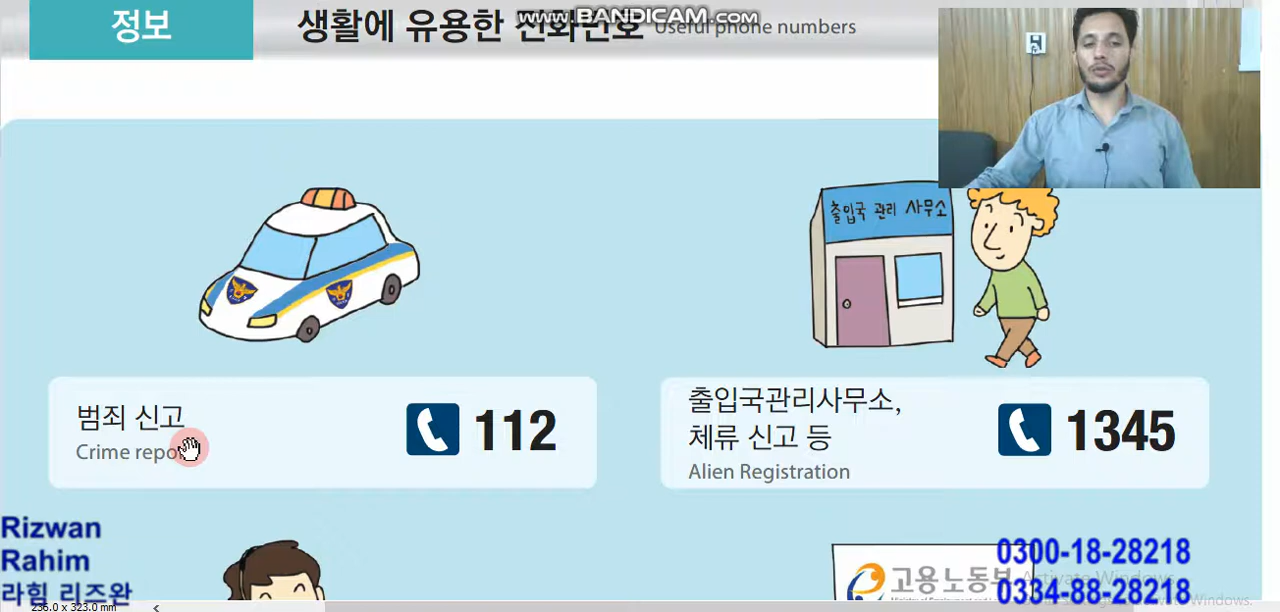 정보
생활에 유용한 전화번호 Useful phone numbers
www.BANDICAM.com
출입국 관리 사무소
범죄 신고
Crime repo
112
출입국관리사무소,
체류 신고 등
Alien Registration
1345
Rizwan
Rahim
라힘 리즈완
고용노동부
0300-18-28218
0334-88-28218
Activate Windows
236.0 x 323.0 mm